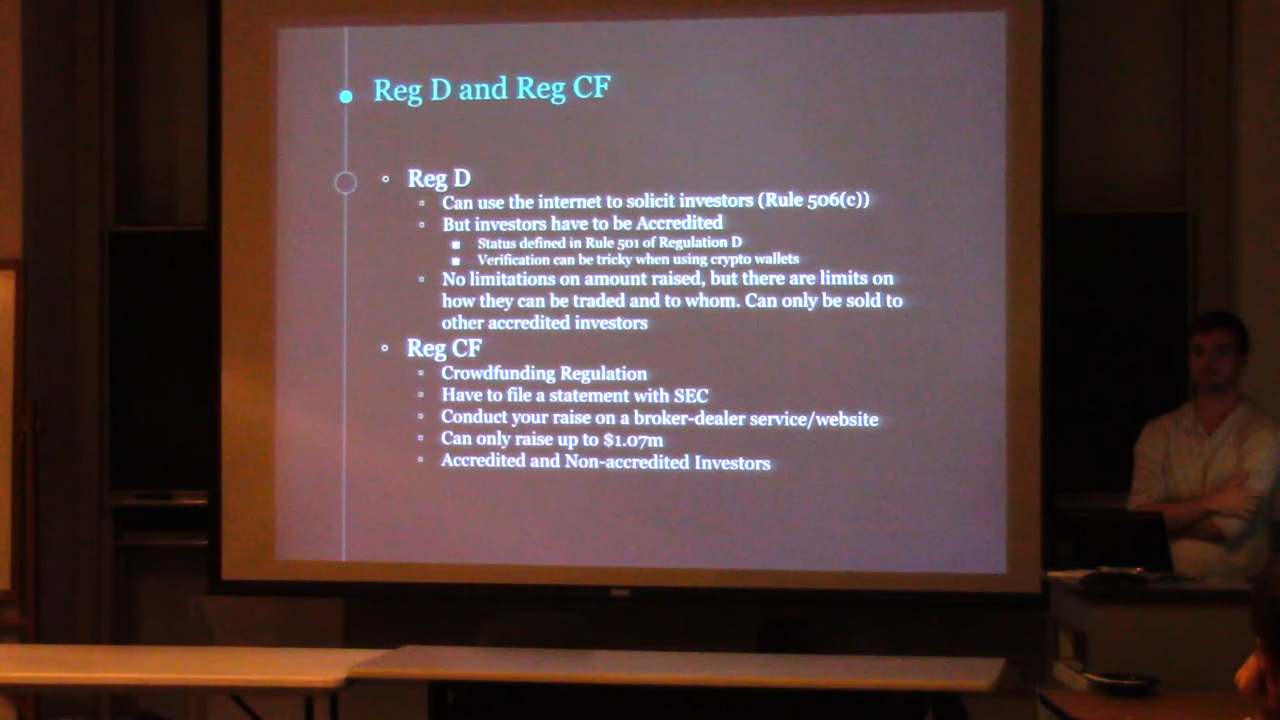 Reg D and Reg CF
Reg D
Can use the internet to solicit investors (Rule 506(c))
But investors have to be Accredited
Status defined in Rule 501 of Regulation D
Verification can be tricky when using crypto wallets
No limitations on amount raised, but there are limits on
how they can be traded and to whom. Can only be sold to
other accredited investors
Reg CF
Crowdfunding Regulation
Have to file a statement with SEC
Conduct your raise on a broker-dealer service/website
Can only raise up to $1.07m
Accredited and Non-accredited Investors